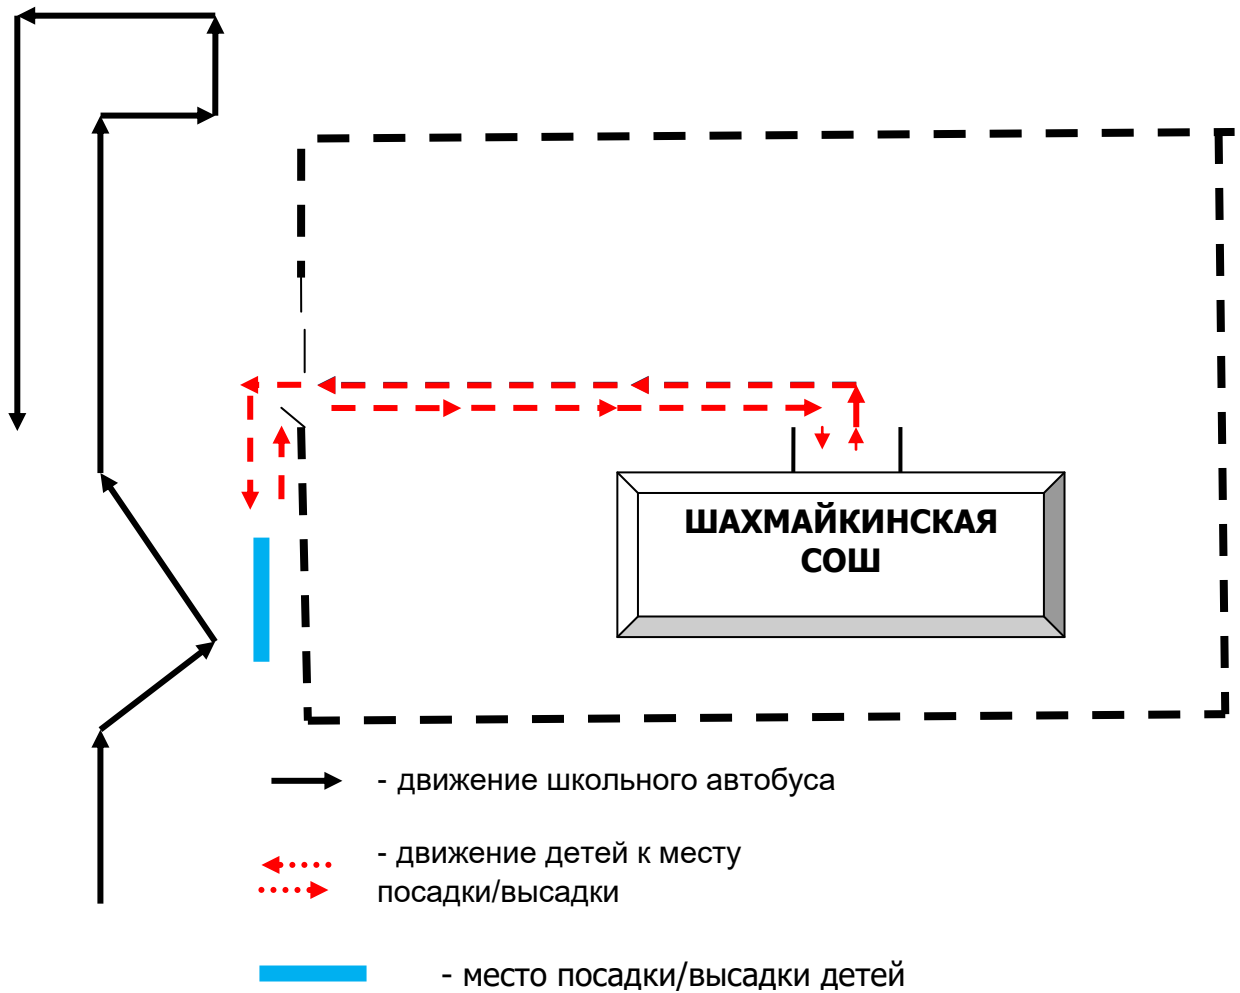 ШАХМАЙКИНСКАЯ
СОШ
- движение школьного автобуса
- движение детей к месту
посадки/высадки
- место посадки/высадки детей